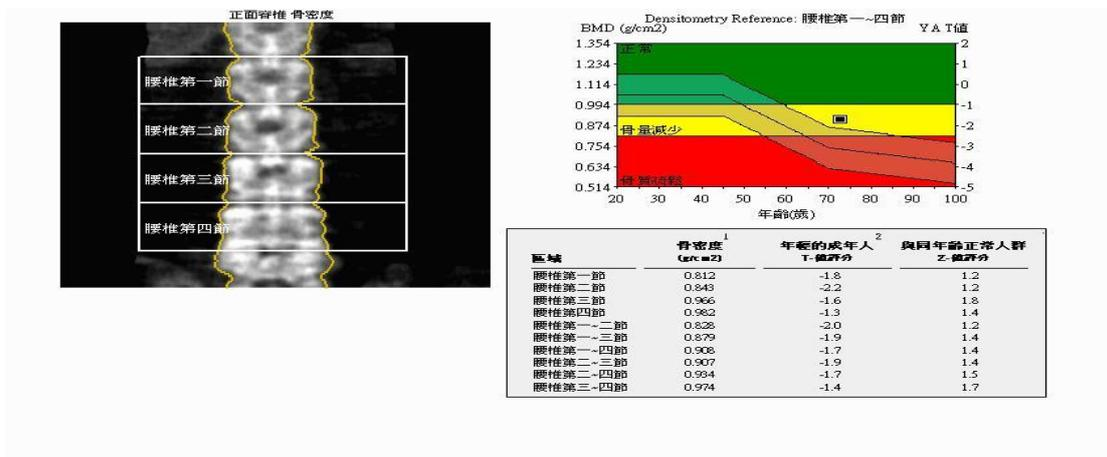 正面脊椎 骨密度
腰椎第一節
腰椎第二節
腰椎第三節
腰椎第四節
Densitometry Reference: 腰椎第一~四節
BMD (g/cm2) YAT值
1.354 2
1.234 1
1.114 0
0.994 -1
0.874 -2
0.754 -3
0.634 -4
0.514 -5
正常
骨量減少
骨質疏鬆
20 30 40 50 60 70 80 90 100
年齡(歲)
1 2
骨密度 年輕的成年人 與同年齡正常人群
區域 (g/cm2) T-值評分 Z-值評分
腰椎第一節 0.812 -1.8 1.2
腰椎第二節 0.843 -2.2 1.2
腰椎第三節 0.966 -1.6 1.8
腰椎第四節 0.982 -1.3 1.4
腰椎第一~二節 0.828 -2.0 1.2
腰椎第一~三節 0.879 -1.9 1.4
腰椎第一~四節 0.908 -1.7 1.4
腰椎第二~三節 0.907 -1.9 1.4
腰椎第二~四節 0.934 -1.7 1.5
腰椎第三~四節 0.974 -1.4 1.7